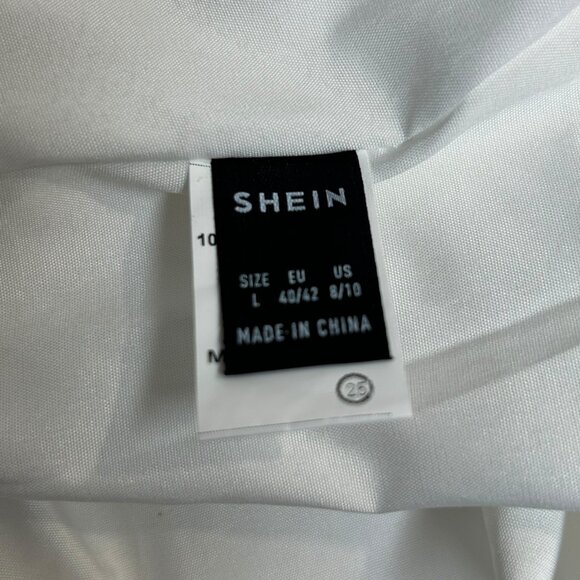 SHEIN
10
SIZE EU US
L 40/42 8/10
MADE IN CHINA
M
25